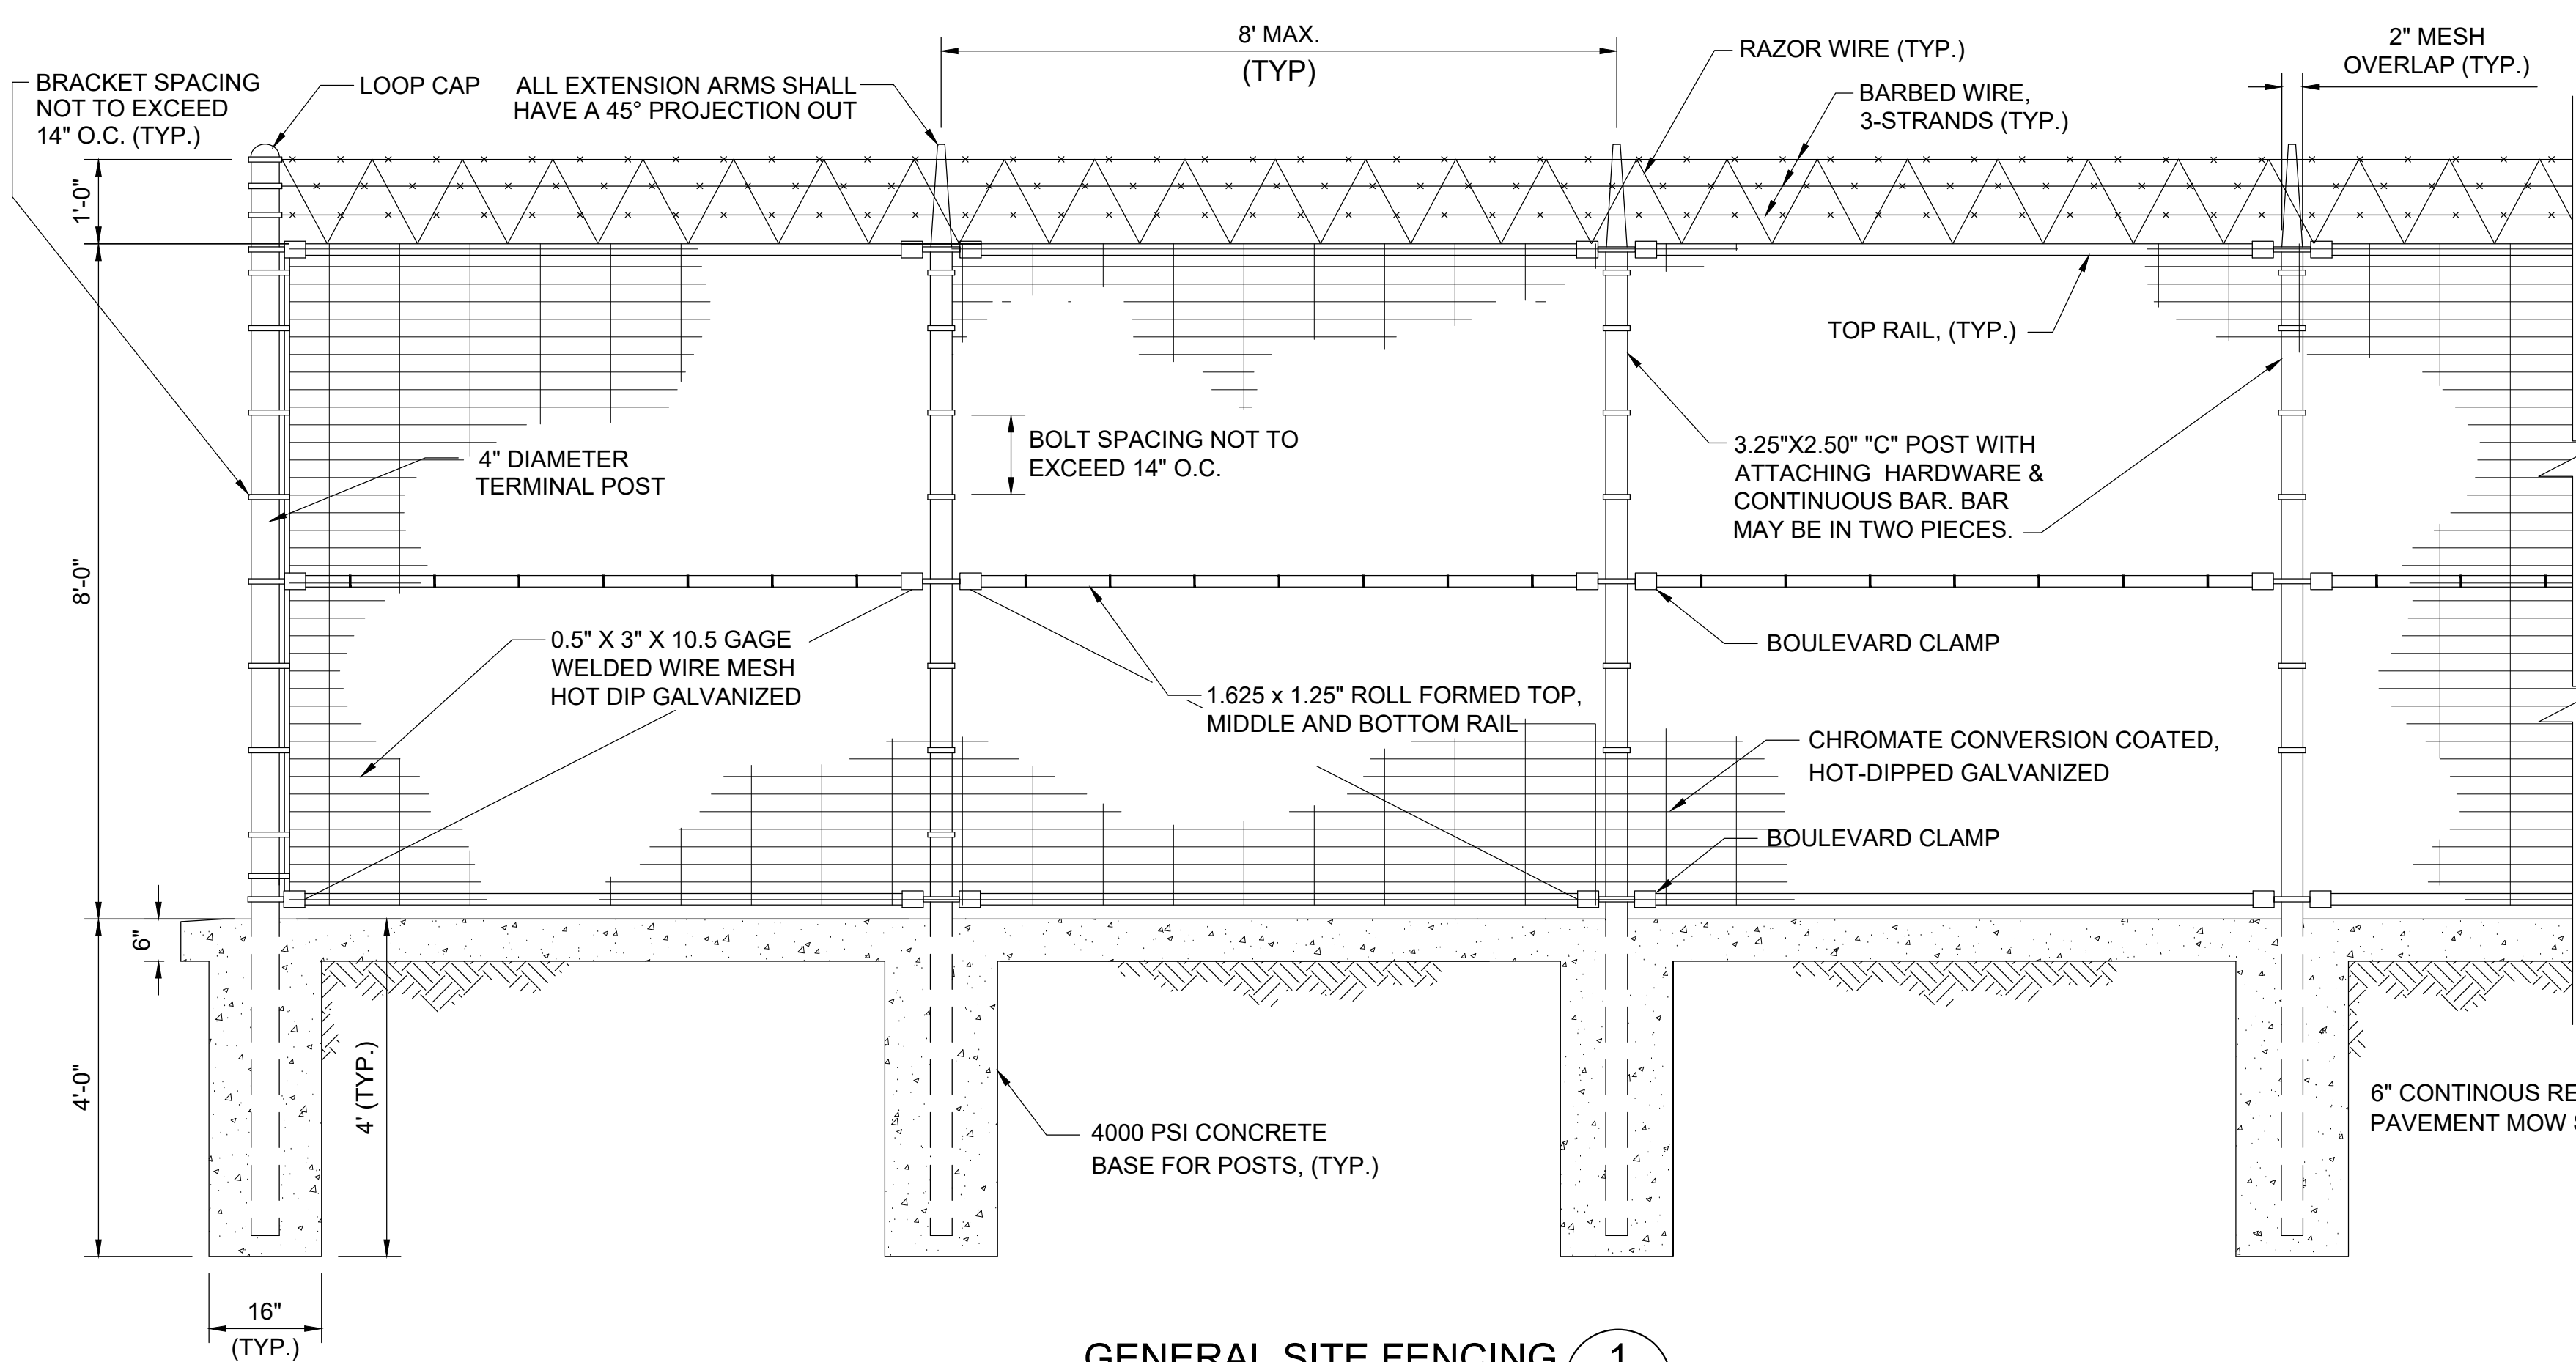 8' MAX.
(TYP)
RAZOR WIRE (TYP.)
2" MESH
OVERLAP (TYP.)
BRACKET SPACING
NOT TO EXCEED
14" O.C. (TYP.)
LOOP CAP
ALL EXTENSION ARMS SHALL
HAVE A 45° PROJECTION OUT
BARBED WIRE,
3-STRANDS (TYP.)
1'-0"
TOP RAIL, (TYP.)
BOLT SPACING NOT TO
EXCEED 14" O.C.
4" DIAMETER
TERMINAL POST
3.25"X2.50" "C" POST WITH
ATTACHING HARDWARE &
CONTINUOUS BAR. BAR
MAY BE IN TWO PIECES.
8'-0"
0.5" X 3" X 10.5 GAGE
WELDED WIRE MESH
HOT DIP GALVANIZED
BOULEVARD CLAMP
1.625 x 1.25" ROLL FORMED TOP,
MIDDLE AND BOTTOM RAIL
CHROMATE CONVERSION COATED,
HOT-DIPPED GALVANIZED
BOULEVARD CLAMP
6"
4'-0"
4' (TYP.)
4000 PSI CONCRETE
BASE FOR POSTS, (TYP.)
6" CONTINOUS
PAVEMENT MOW
16"
(TYP.)
GENERAL SITE FENCING
1